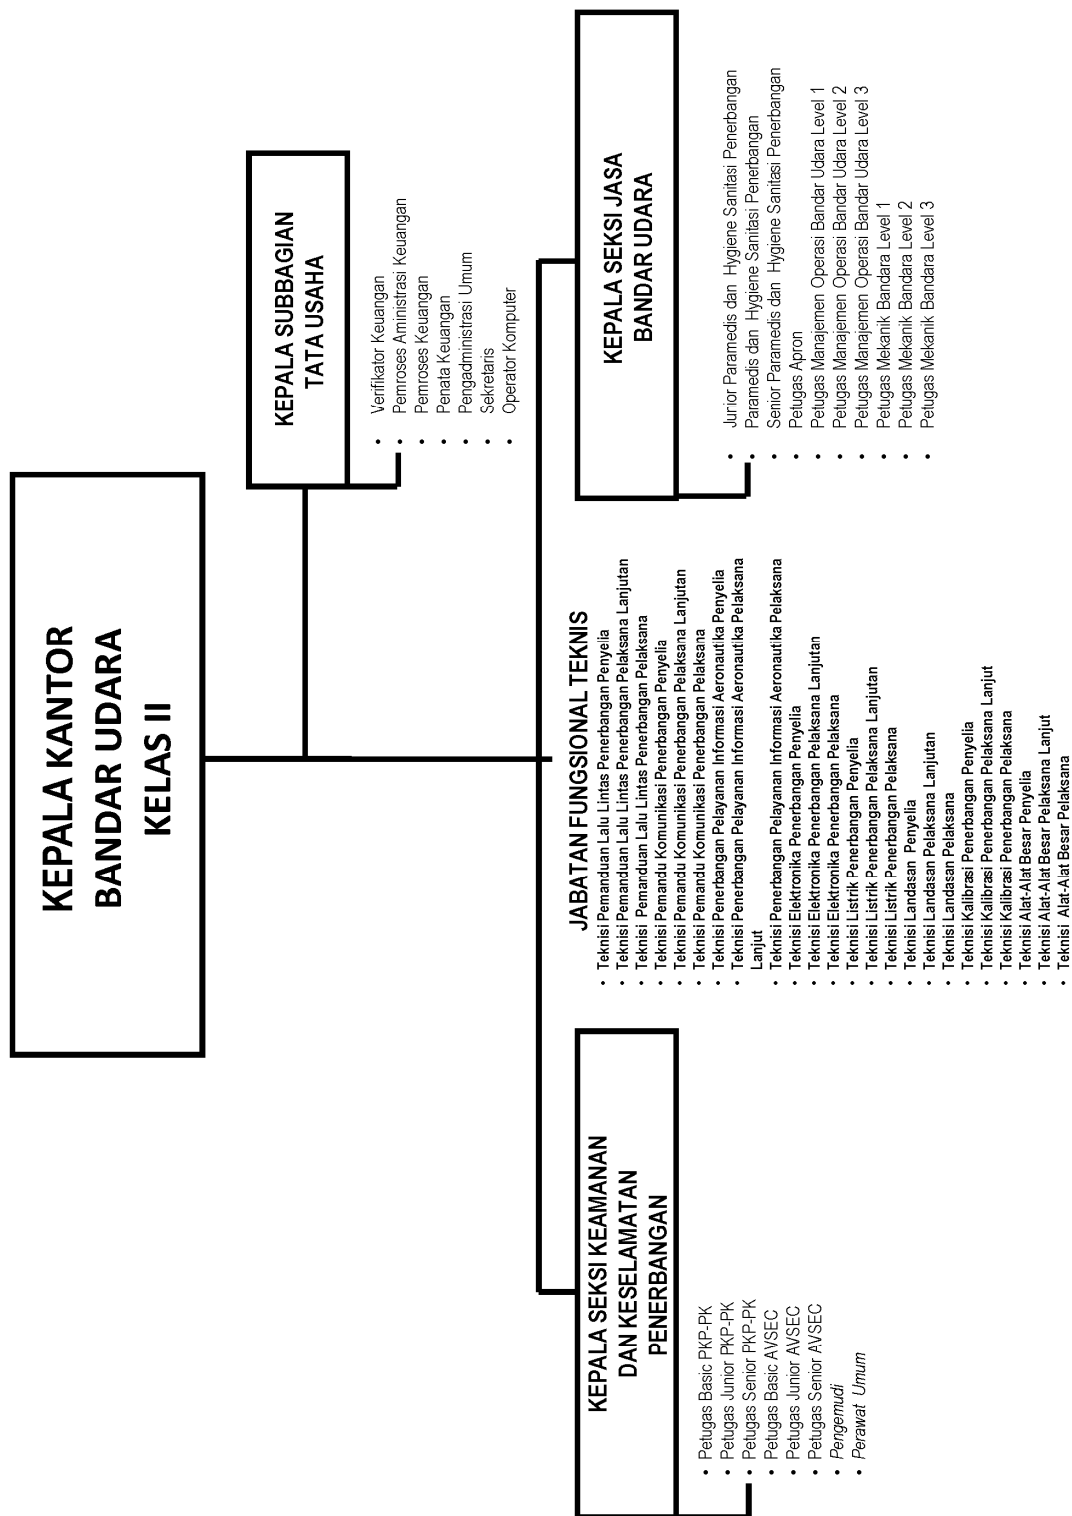 KEPALA KANTOR
BANDAR UDARA
KELAS II
KEPALA SUBBAGIAN
TATA USAHA
• Verifikator Keuangan
• Pemroses Aministrasi Keuangan
• Pemroses Keuangan
• Penata Keuangan
• Pengadministrasi Umum
• Sekretaris
• Operator Komputer
KEPALA SEKSI KEAMANAN
DAN KESELAMATAN
PENERBANGAN
• Petugas Basic PKP-PK
• Petugas Junior PKP-PK
• Petugas Senior PKP-PK
• Petugas Basic AVSEC
• Petugas Junior AVSEC
• Petugas Senior AVSEC
• Pengemudi
• Perawat Umum
JABATAN FUNGSIONAL TEKNIS
• Teknisi Pemanduan Lalu Lintas Penerbangan Penyelia
• Teknisi Pemanduan Lalu Lintas Penerbangan Pelaksana Lanjutan
• Teknisi Pemanduan Lalu Lintas Penerbangan Pelaksana
• Teknisi Pemandu Komunikasi Penerbangan Penyelia
• Teknisi Pemandu Komunikasi Penerbangan Pelaksana Lanjutan
• Teknisi Pemandu Komunikasi Penerbangan Pelaksana
• Teknisi Penerbangan Pelayanan Informasi Aeronautika Penyelia
• Teknisi Penerbangan Pelayanan Informasi Aeronautika Pelaksana
Lanjut
• Teknisi Penerbangan Pelayanan Informasi Aeronautika Pelaksana
• Teknisi Elektronika Penerbangan Penyelia
• Teknisi Elektronika Penerbangan Pelaksana Lanjutan
• Teknisi Elektronika Penerbangan Pelaksana
• Teknisi Listrik Penerbangan Penyelia
• Teknisi Listrik Penerbangan Pelaksana Lanjutan
• Teknisi Listrik Penerbangan Pelaksana
• Teknisi Landasan Penyelia
• Teknisi Landasan Pelaksana Lanjutan
• Teknisi Landasan Pelaksana
• Teknisi Kalibrasi Penerbangan Penyelia
• Teknisi Kalibrasi Penerbangan Pelaksana Lanjut
• Teknisi Kalibrasi Penerbangan Pelaksana
• Teknisi Alat-Alat Besar Penyelia
• Teknisi Alat-Alat Besar Pelaksana Lanjut
• Teknisi Alat-Alat Besar Pelaksana
KEPALA SEKSI JASA
BANDAR UDARA
• Junior Paramedis dan Hygiene Sanitasi Penerbangan
• Paramedis dan Hygiene Sanitasi Penerbangan
• Senior Paramedis dan Hygiene Sanitasi Penerbangan
• Petugas Apron
• Petugas Manajemen Operasi Bandar Udara Level 1
• Petugas Manajemen Operasi Bandar Udara Level 2
• Petugas Manajemen Operasi Bandar Udara Level 3
• Petugas Mekanik Bandara Level 1
• Petugas Mekanik Bandara Level 2
• Petugas Mekanik Bandara Level 3